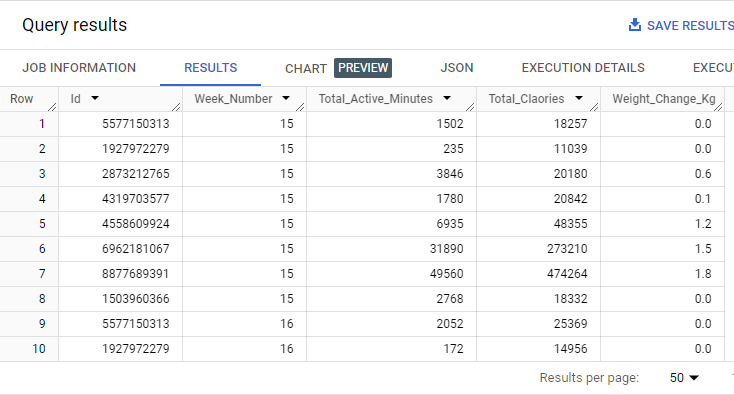 Query results
SAVE RESULTS
JOB INFORMATION RESULTS CHART PREVIEW JSON EXECUTION DETAILS EXECU
Row Id Week_Number Total_Active_Minutes Total_Claories Weight_Change_Kg
1 5577150313 15 1502 18257 0.0
2 1927972279 15 235 11039 0.0
3 2873212765 15 3846 20180 0.6
4 4319703577 15 1780 20842 0.1
5 4558609924 15 6935 48355 1.2
6 6962181067 15 31890 273210 1.5
7 8877689391 15 49560 474264 1.8
8 1503960366 15 2768 18332 0.0
9 5577150313 16 2052 25369 0.0
10 1927972279 16 172 14956 0.0
Results per page: 50